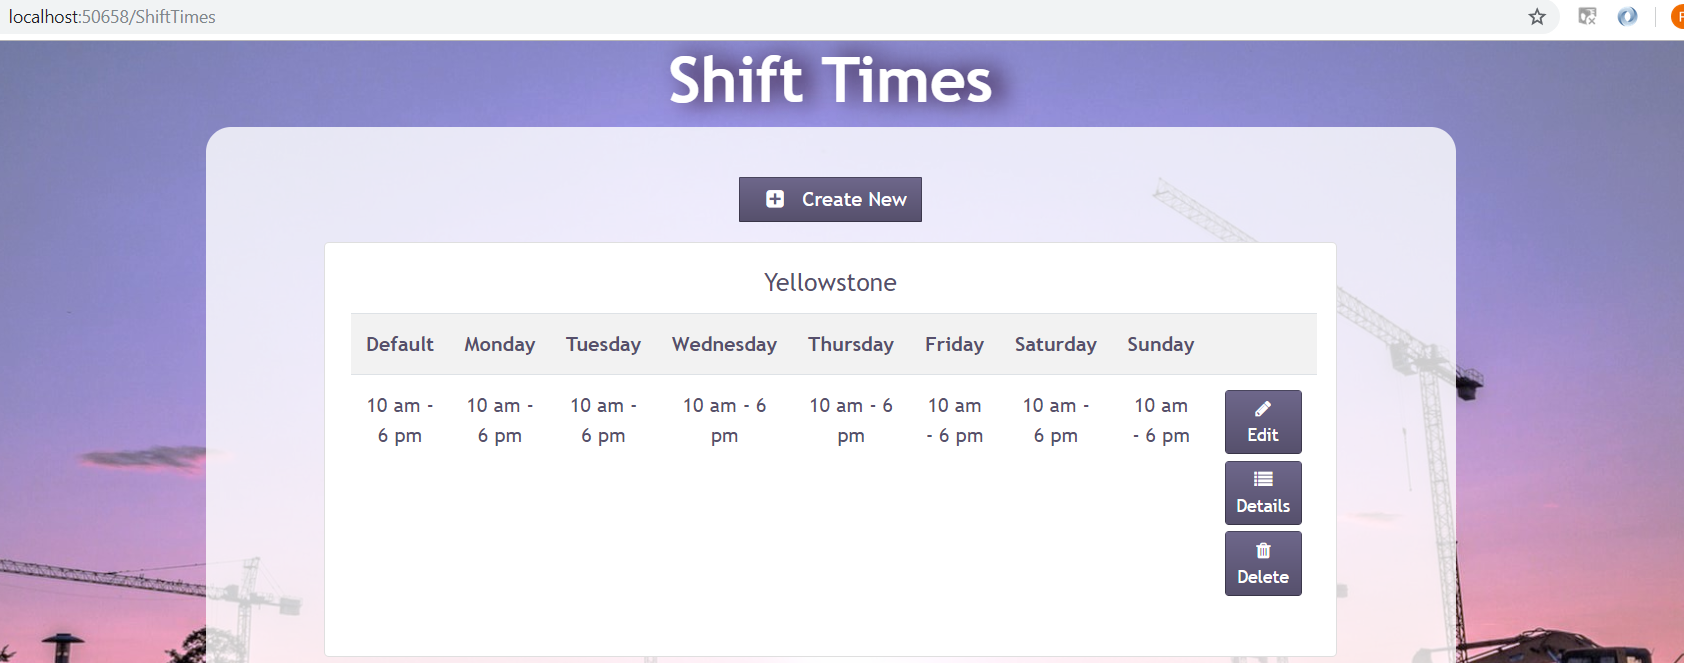 localhost:50658/ShiftTimes
Shift Times
Create New
Yellowstone
Default Monday Tuesday Wednesday Thursday Friday Saturday Sunday
10 am - 10 am - 10 am - 10 am - 6 10 am - 6 10 am 10 am - 10 am
6 pm 6 pm 6 pm pm pm - 6 pm 6 pm - 6 pm
Edit
Details
Delete